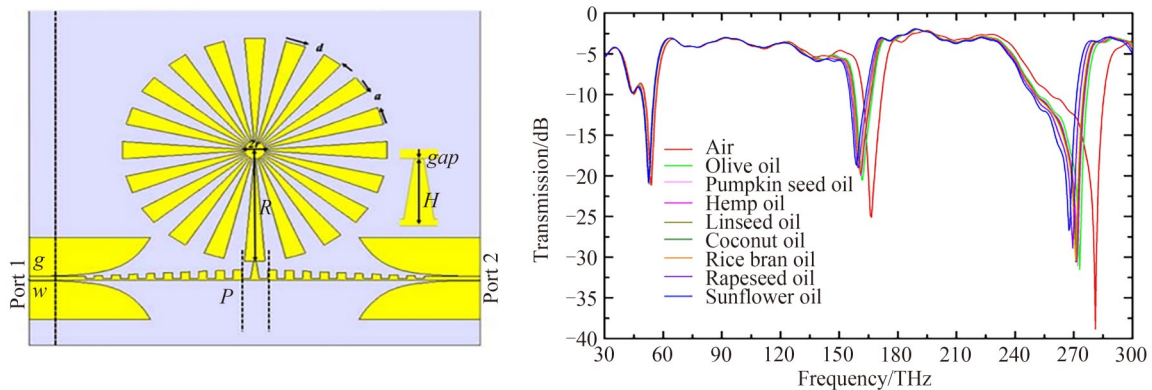 d
a
gap
H
R
P
g
w
Port 1
Port 2
Transmission/dB
0
−5
−10
−15
−20
−25
−30
−35
−40
Air
Olive oil
Pumpkin seed oil
Hemp oil
Linseed oil
Coconut oil
Rice bran oil
Rapeseed oil
Sunflower oil
30 60 90 120 150 180 210 240 270 300
Frequency/THz